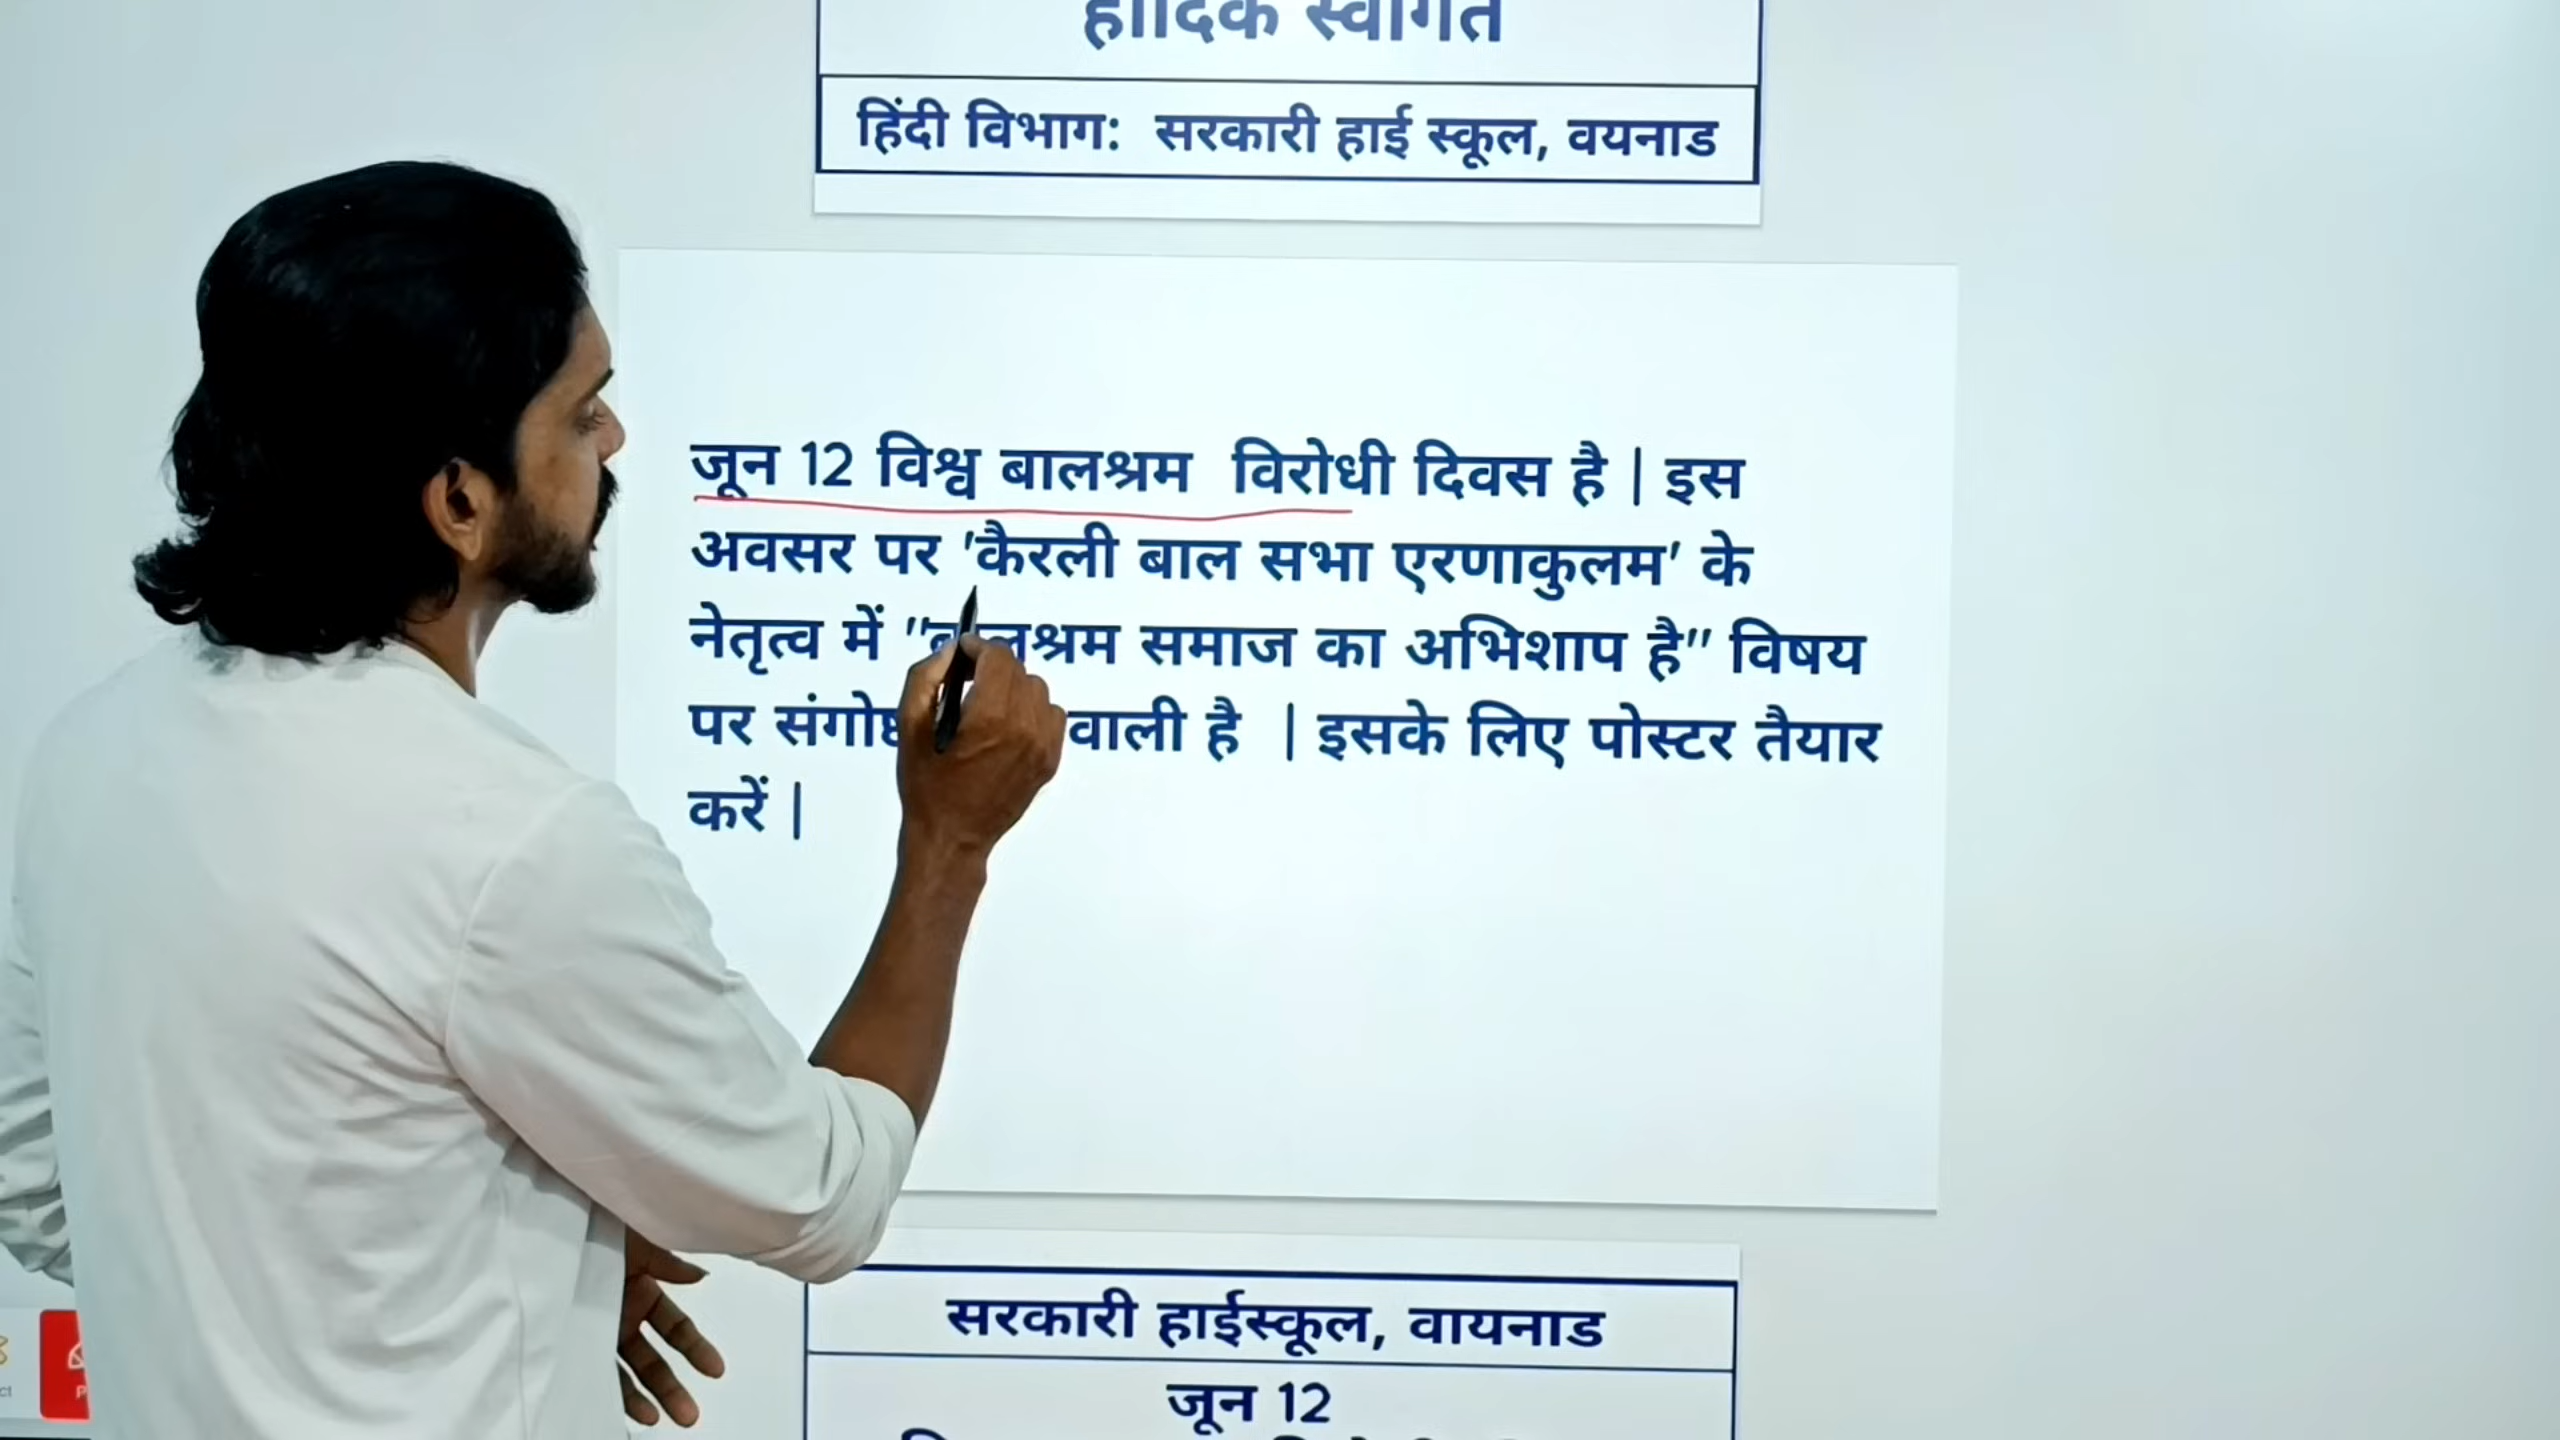 हार्दिक स्वागत
हिंदी विभाग: सरकारी हाई स्कूल, वयनाड
जून 12 विश्व बालश्रम विरोधी दिवस है | इस
अवसर पर 'कैरली बाल सभा एरणाकुलम' के
नेतृत्व में "बालश्रम समाज का अभिशाप है" विषय
पर वाली है | इसके लिए पोस्टर तैयार
करें |
सरकारी हाईस्कूल, वायनाड
जून 12